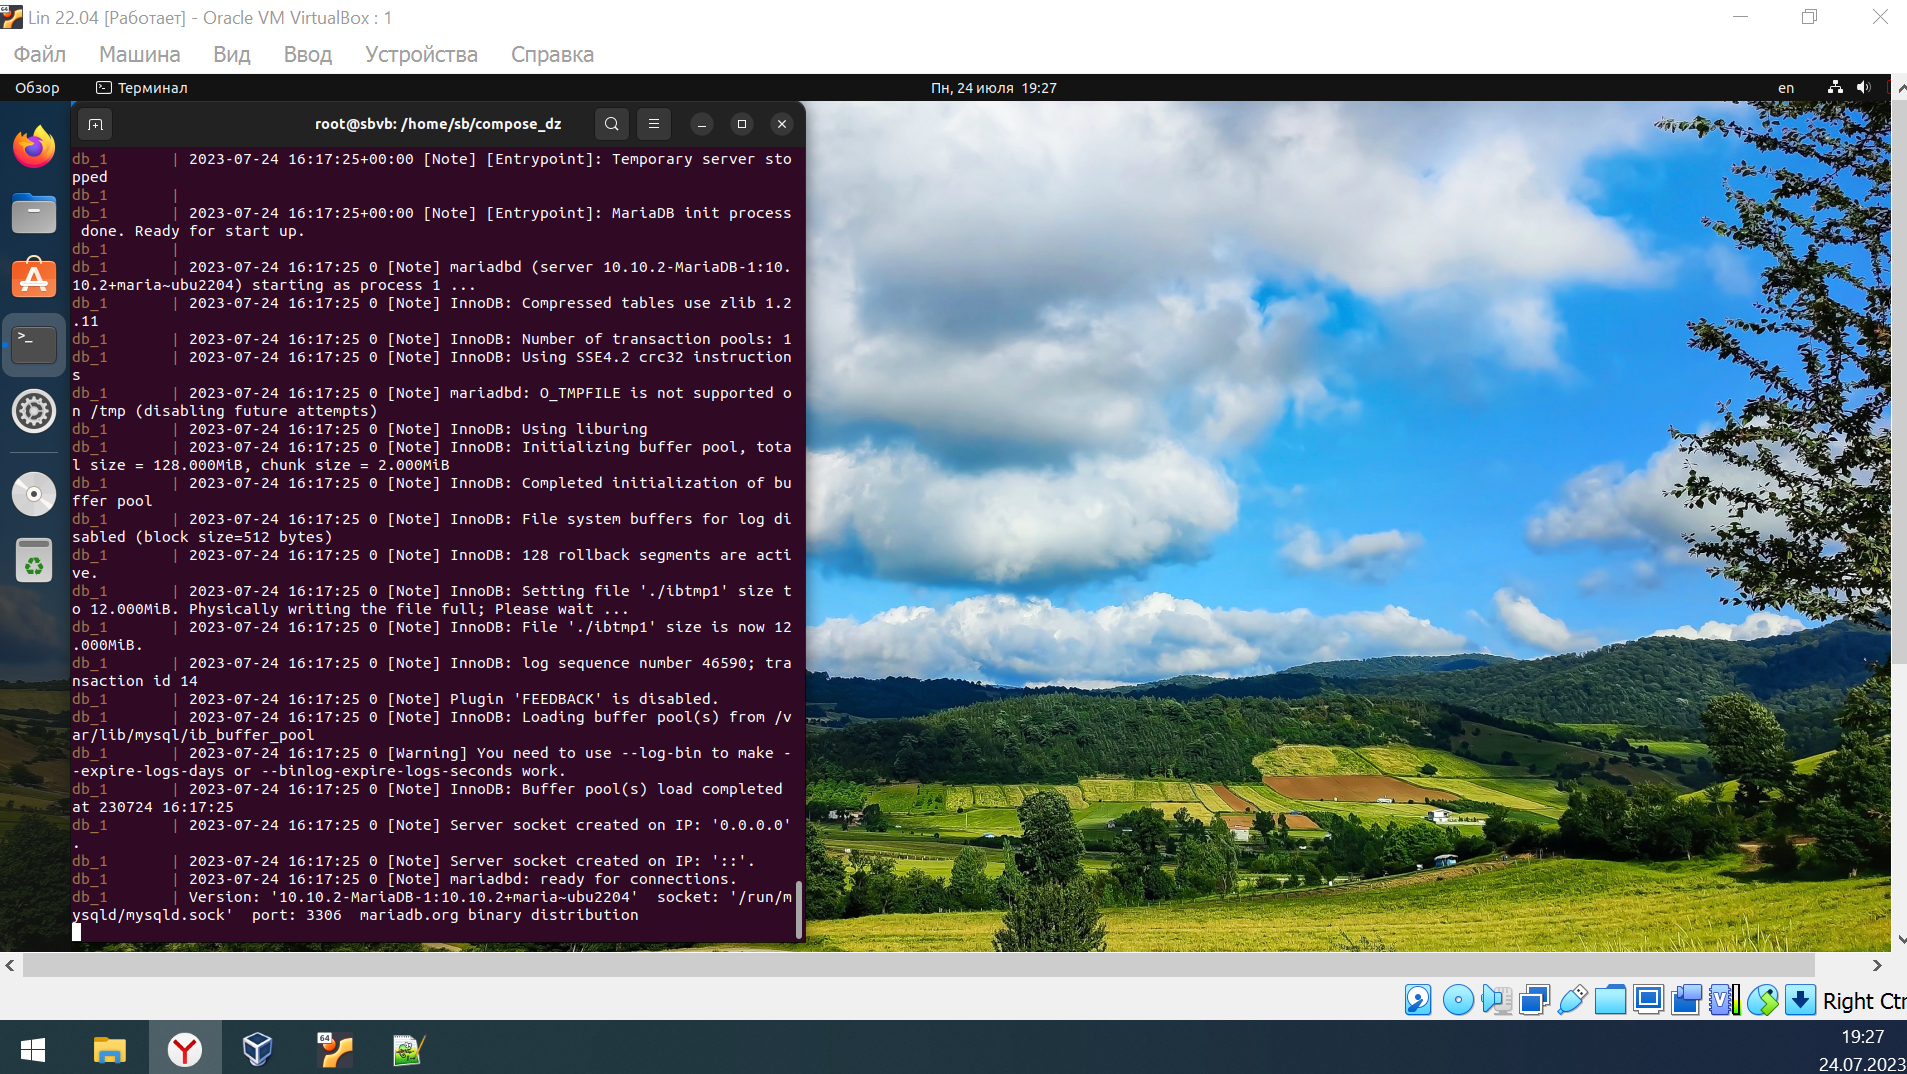 Lin 22.04 [Работает] - Oracle VM VirtualBox : 1
Файл Машина Вид Ввод Устройства Справка
Обзор Терминал Пн, 24 июля 19:27 en
root@sbvb: /home/sb/compose_dz
db_1 | 2023-07-24 16:17:25+00:00 [Note] [Entrypoint]: Temporary server sto
pped
db_1 |
db_1 | 2023-07-24 16:17:25+00:00 [Note] [Entrypoint]: MariaDB init process
done. Ready for start up.
db_1 |
db_1 | 2023-07-24 16:17:25 0 [Note] mariadbd (server 10.10.2-MariaDB-1:10.
10.2+maria~ubu2204) starting as process 1 ...
db_1 | 2023-07-24 16:17:25 0 [Note] InnoDB: Compressed tables use zlib 1.2
.11
db_1 | 2023-07-24 16:17:25 0 [Note] InnoDB: Number of transaction pools: 1
db_1 | 2023-07-24 16:17:25 0 [Note] InnoDB: Using SSE4.2 crc32 instruction
s
db_1 | 2023-07-24 16:17:25 0 [Note] mariadbd: O_TMPFILE is not supported o
n /tmp (disabling future attempts)
db_1 | 2023-07-24 16:17:25 0 [Note] InnoDB: Using liburing
db_1 | 2023-07-24 16:17:25 0 [Note] InnoDB: Initializing buffer pool, tota
l size = 128.000MiB, chunk size = 2.000MiB
db_1 | 2023-07-24 16:17:25 0 [Note] InnoDB: Completed initialization of bu
ffer pool
db_1 | 2023-07-24 16:17:25 0 [Note] InnoDB: File system buffers for log di
sabled (block size=512 bytes)
db_1 | 2023-07-24 16:17:25 0 [Note] InnoDB: 128 rollback segments are acti
ve.
db_1 | 2023-07-24 16:17:25 0 [Note] InnoDB: Setting file './ibtmp1' size t
o 12.000MiB. Physically writing the file full; Please wait ...
db_1 | 2023-07-24 16:17:25 0 [Note] InnoDB: File './ibtmp1' size is now 12
.000MiB.
db_1 | 2023-07-24 16:17:25 0 [Note] InnoDB: log sequence number 46590; tra
nsaction id 14
db_1 | 2023-07-24 16:17:25 0 [Note] Plugin 'FEEDBACK' is disabled.
db_1 | 2023-07-24 16:17:25 0 [Note] InnoDB: Loading buffer pool(s) from /v
ar/lib/mysql/ib_buffer_pool
db_1 | 2023-07-24 16:17:25 0 [Warning] You need to use --log-bin to make -
-expire-logs-days or --binlog-expire-logs-seconds work.
db_1 | 2023-07-24 16:17:25 0 [Note] InnoDB: Buffer pool(s) load completed
at 230724 16:17:25
db_1 | 2023-07-24 16:17:25 0 [Note] Server socket created on IP: '0.0.0.0'
.
db_1 | 2023-07-24 16:17:25 0 [Note] Server socket created on IP: '::'.
db_1 | 2023-07-24 16:17:25 0 [Note] mariadbd: ready for connections.
db_1 | Version: '10.10.2-MariaDB-1:10.10.2+maria~ubu2204' socket: '/run/m
ysqld/mysqld.sock' port: 3306 mariadb.org binary distribution
Right Ctr
64
19:27
24.07.2023